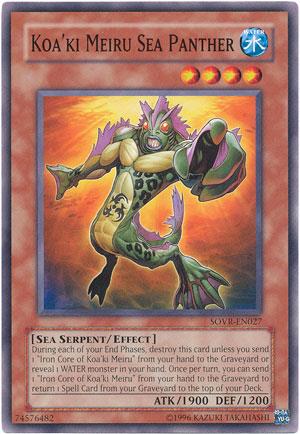 KOA'KI MEIRU SEA PANTHER
WATER
水
SOVR-EN027
[SEA SERPENT/EFFECT]
During each of your End Phases, destroy this card unless you send
1 "Iron Core of Koa'ki Meiru" from your hand to the Graveyard or
reveal 1 WATER monster in your hand. Once per turn, you can send
1 "Iron Core of Koa'ki Meiru" from your hand to the Graveyard to
return 1 Spell Card from your Graveyard to the top of your Deck.
ATK/1900 DEF/1200
74576482 ©1996 KAZUKI TAKAHASHI